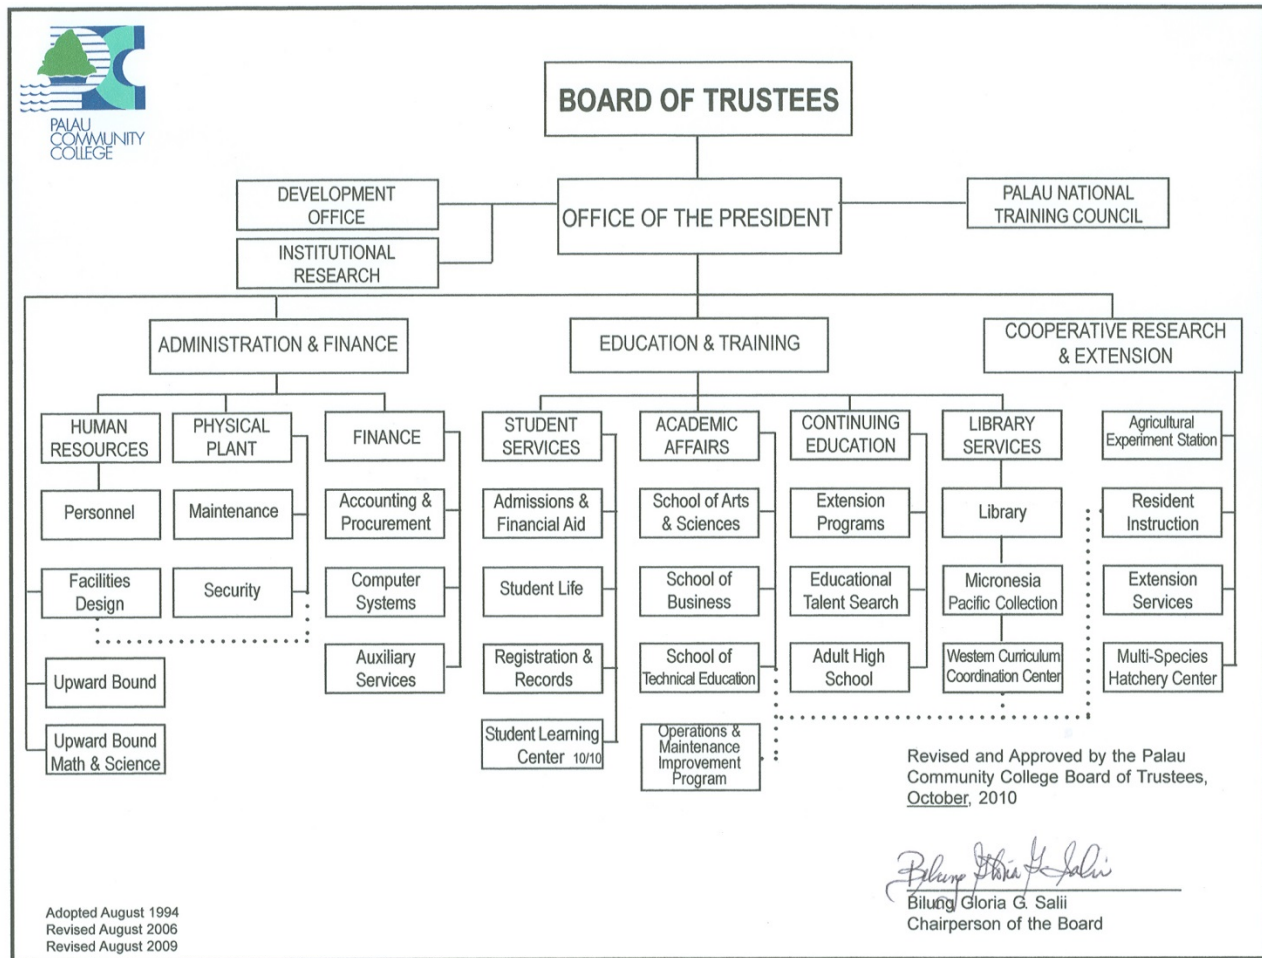 PALAU
COMMUNITY
COLLEGE
BOARD OF TRUSTEES
DEVELOPMENT
OFFICE
INSTITUTIONAL
RESEARCH
OFFICE OF THE PRESIDENT
PALAU NATIONAL
TRAINING COUNCIL
ADMINISTRATION & FINANCE
EDUCATION & TRAINING
COOPERATIVE RESEARCH
& EXTENSION
HUMAN
RESOURCES
Personnel
Facilities
Design
Upward Bound
Upward Bound
Math & Science
PHYSICAL
PLANT
Maintenance
Security
FINANCE
Accounting &
Procurement
Computer
Systems
Auxiliary
Services
STUDENT
SERVICES
Admissions &
Financial Aid
Student Life
Registration &
Records
Student Learning
Center 10/10
ACADEMIC
AFFAIRS
School of Arts
& Sciences
School of
Business
School of
Technical Education
Operations &
Maintenance
Improvement
Program
CONTINUING
EDUCATION
Extension
Programs
Educational
Talent Search
Adult High
School
LIBRARY
SERVICES
Library
Micronesia
Pacific Collection
Western Curriculum
Coordination Center
Agricultural
Experiment Station
Resident
Instruction
Extension
Services
Multi-Species
Hatchery Center
Revised and Approved by the Palau
Community College Board of Trustees,
October, 2010
Bilung Gloria G. Salii
Bilung Gloria G. Salii
Chairperson of the Board
Adopted August 1994
Revised August 2006
Revised August 2009